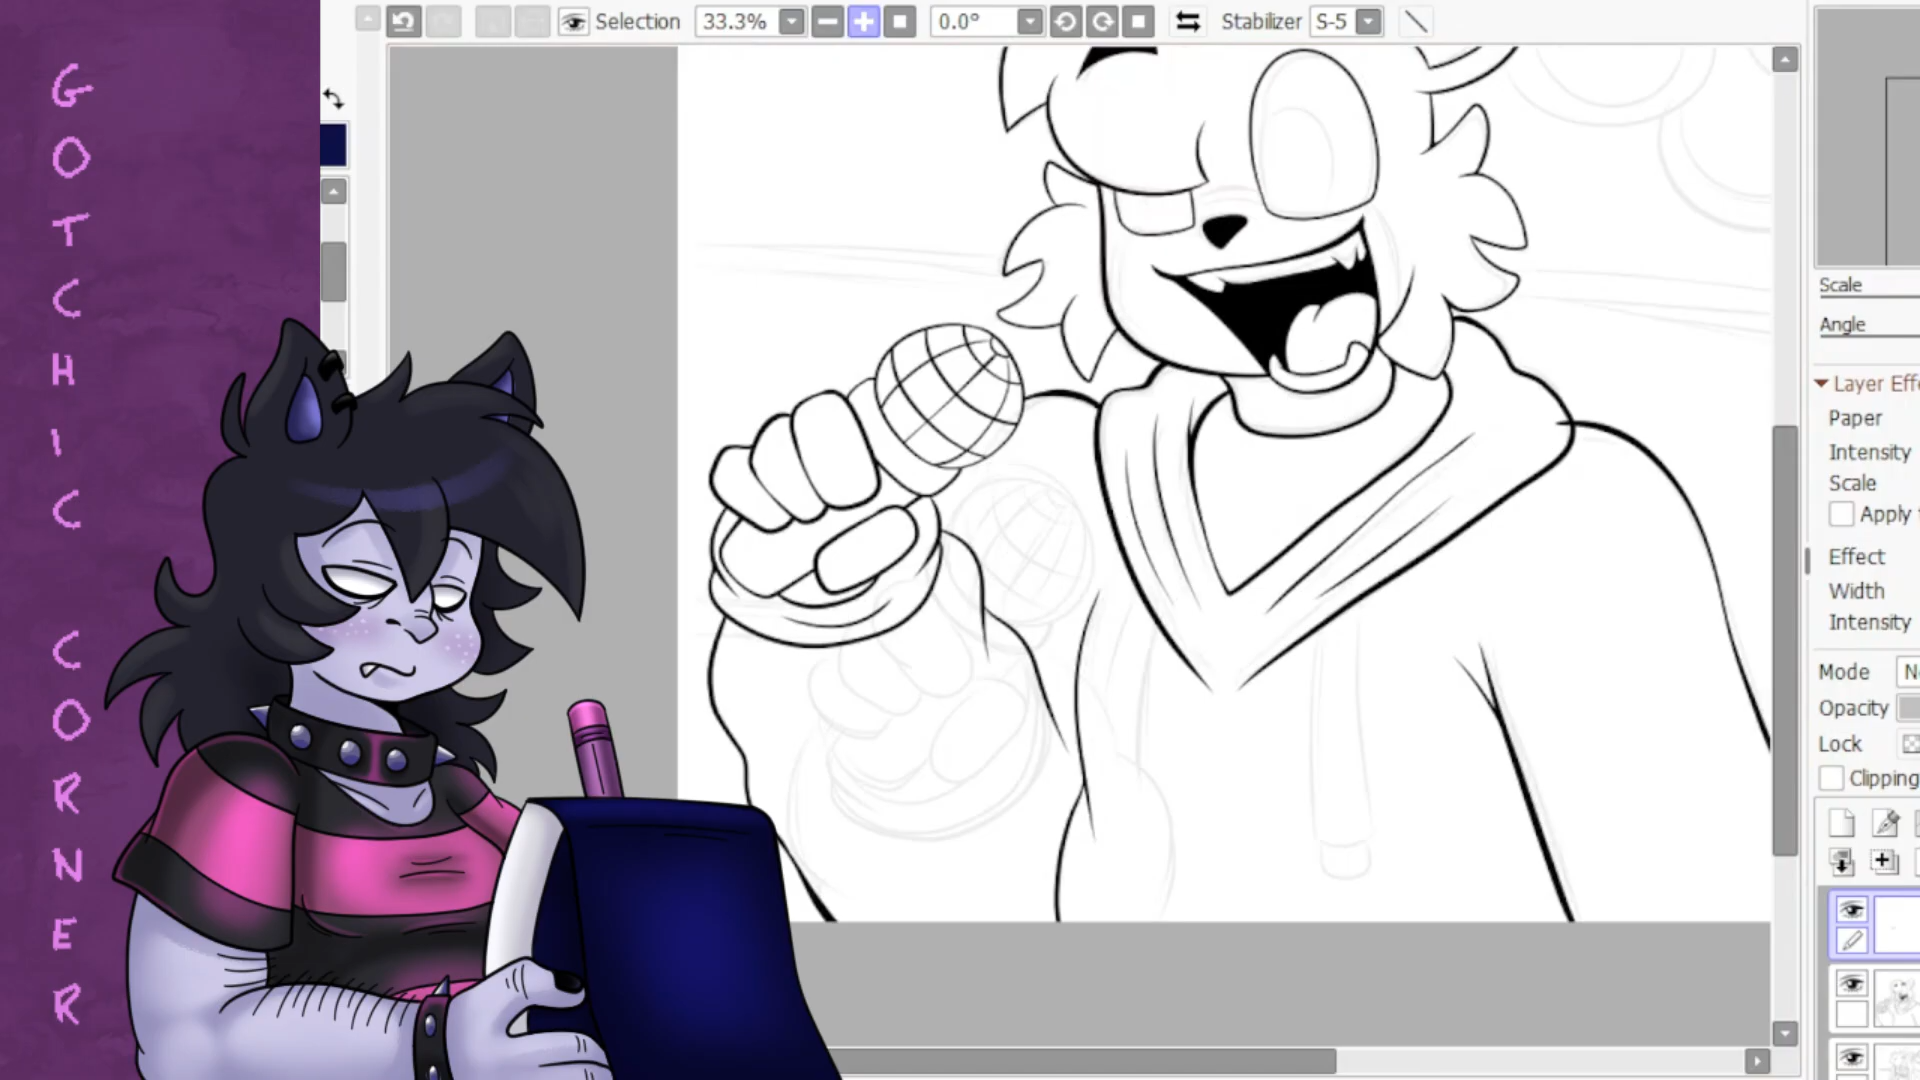 GOTCHIC CORNER
Selection 33.3% 0.0° Stabilizer S-5
Scale
Angle
Layer Effe
Paper
Intensity
Scale
Apply
Effect
Width
Intensity
Mode N
Opacity
Lock
Clipping